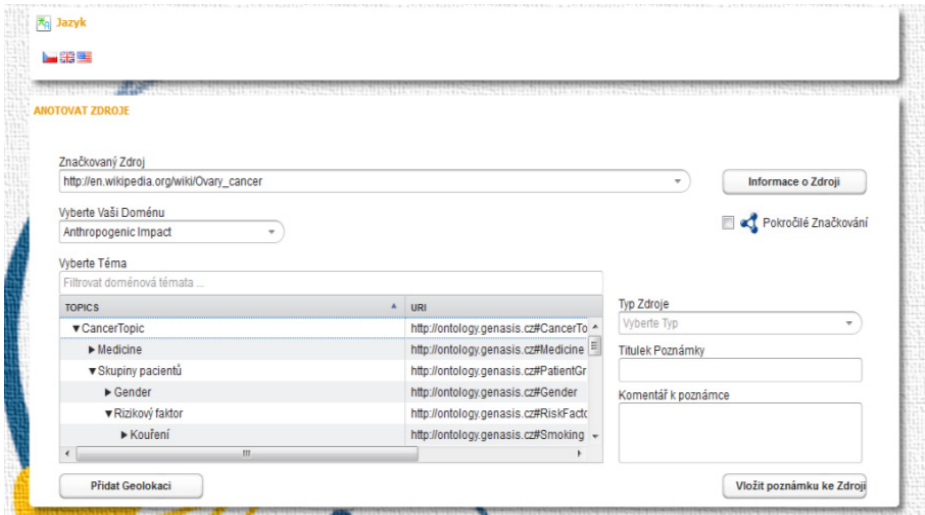 Jazyk
ANOTOVAT ZDROJE
Značkovaný Zdroj
http://en.wikipedia.org/wiki/Ovary_cancer
Informace o Zdroji
Vyberte Vaši Doménu
Anthropogenic Impact
Pokročilé Značkování
Vyberte Téma
Filtrovat doménová témata ...
TOPICS URI
CancerTopic http://ontology.genasis.cz#CancerTo
Medicine http://ontology.genasis.cz#Medicine
Skupiny pacientů http://ontology.genasis.cz#PatientGr
Gender http://ontology.genasis.cz#Gender
Rizikový faktor http://ontology.genasis.cz#RiskFacto
Kouření http://ontology.genasis.cz#Smoking
Typ Zdroje
Vyberte Typ
Titulek Poznámky
Komentář k poznámce
Přidat Geolokaci
Vložit poznámku ke Zdroji